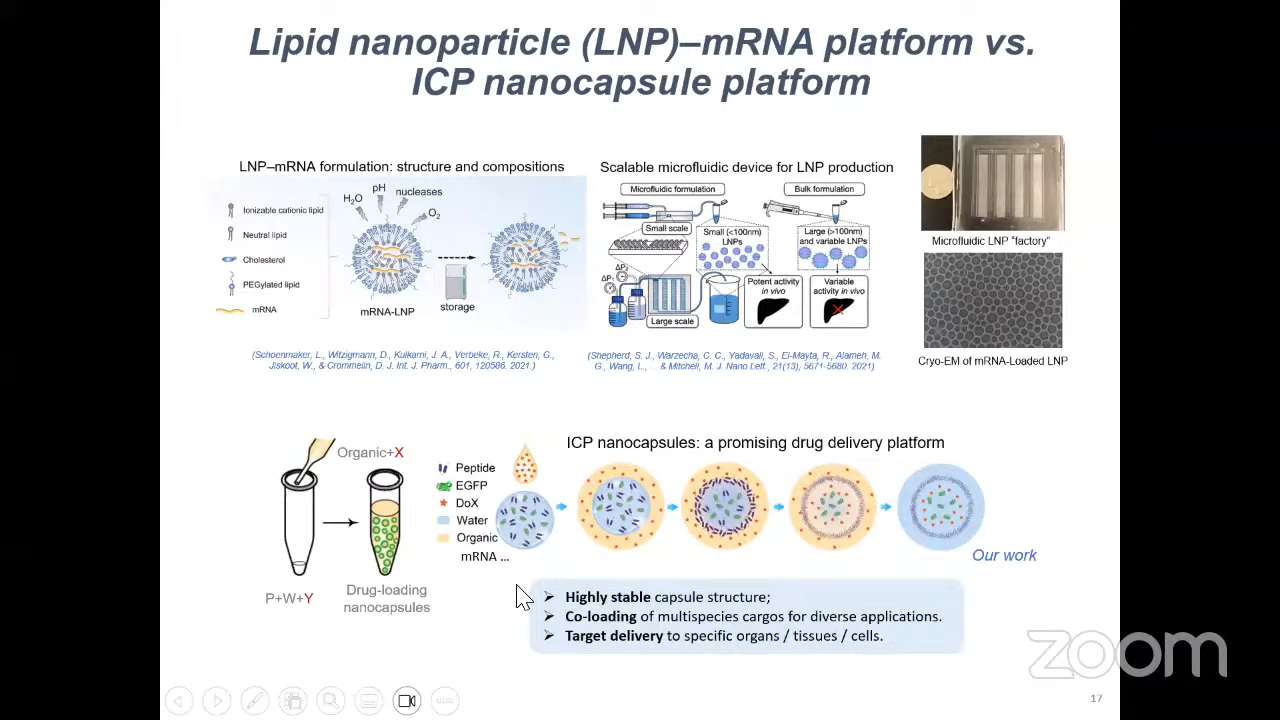 Lipid nanoparticle (LNP)–mRNA platform vs.
ICP nanocapsule platform
LNP–mRNA formulation: structure and compositions
Ionizable cationic lipid
Neutral lipid
Cholesterol
PEGylated lipid
mRNA
H₂O
pH
nucleases
O₂
mRNA-LNP
storage
(Schoenmaker, L., Witzigmann, D., Kulkarni, J. A., Verbeke, R., Kersten, G.,
Jiskoot, W., & Crommelin, D. J. Int. J. Pharm., 601, 120586. 2021.)
Scalable microfluidic device for LNP production
Microfluidic formulation
Bulk formulation
Small scale
Small (<100nm)
LNPs
Large (>100nm)
and variable LNPs
ΔP₂
ΔP₁
Large scale
Potent activity
in vivo
Variable
activity in vivo
(Shepherd, S. J., Warzecha, C. C., Yadavali, S., El-Mayta, R., Alameh, M.
G., Wang, L., .. & Mitchell, M. J. Nano Lett., 21(13), 5671-5680. 2021)
Microfluidic LNP "factory"
Cryo-EM of mRNA-Loaded LNP
Organic+X
P+W+Y
Drug-loading
nanocapsules
Peptide
EGFP
DoX
Water
Organic
mRNA ...
ICP nanocapsules: a promising drug delivery platform
Our work
➢ Highly stable capsule structure;
➢ Co-loading of multispecies cargos for diverse applications.
➢ Target delivery to specific organs / tissues / cells.
zoom
17